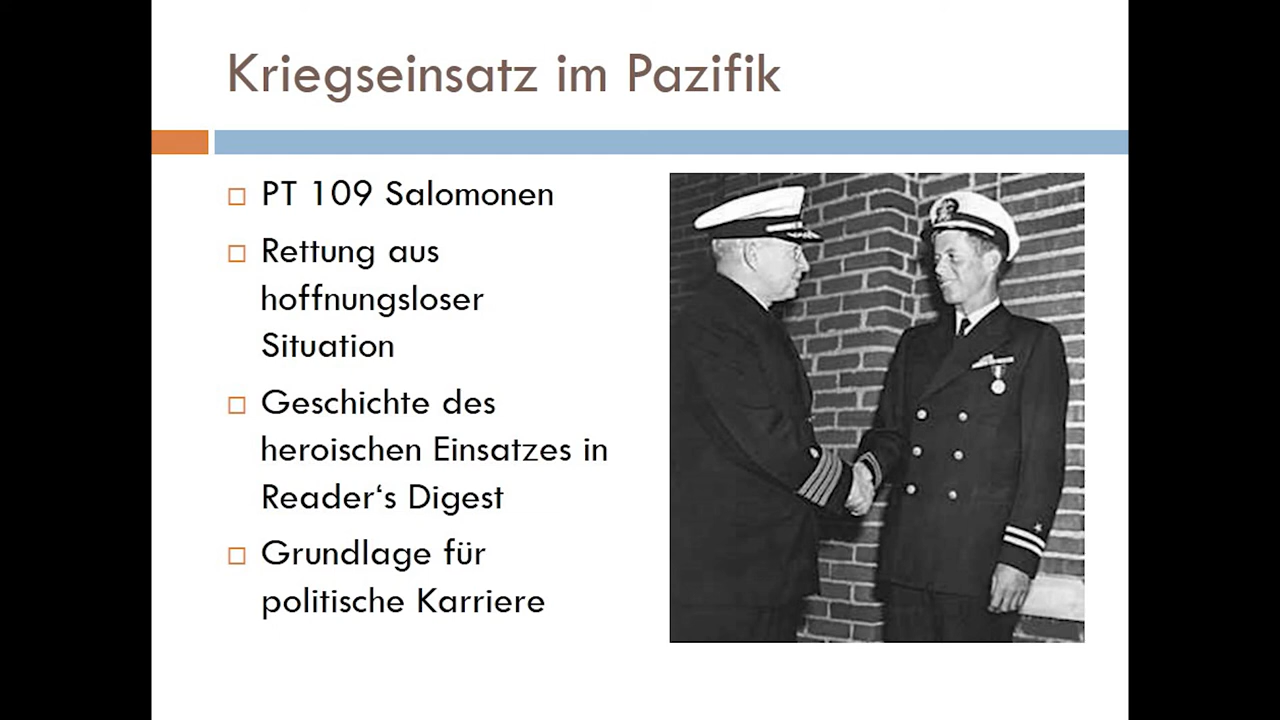 Kriegseinsatz im Pazifik
PT 109 Salomonen
Rettung aus
hoffnungsloser
Situation
Geschichte des
heroischen Einsatzes in
Reader‘s Digest
Grundlage für
politische Karriere